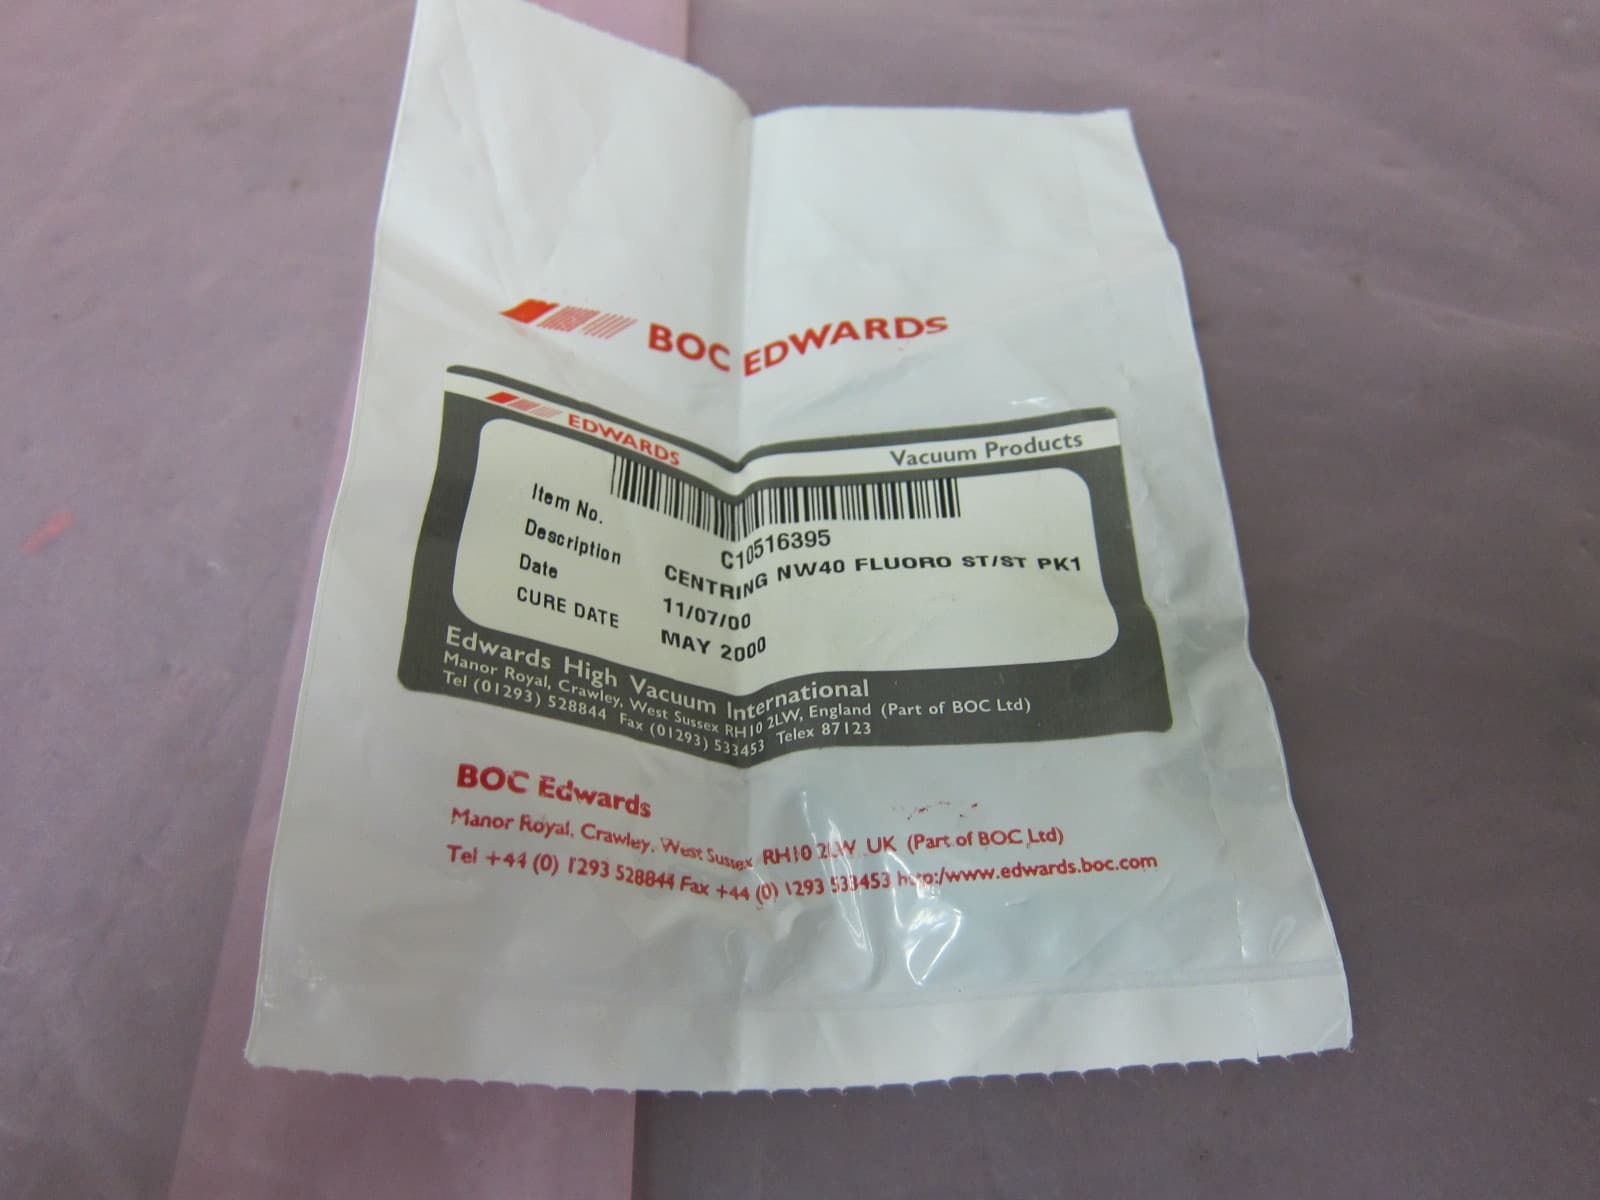 BOC EDWARDS
EDWARDS
Vacuum Products
Item No. C10516395
Description CENTRING NW40 FLUORO ST/ST PK1
Date 11/07/00
CURE DATE MAY 2000
Edwards High Vacuum International
Manor Royal, Crawley, West Sussex RH10 2LW, England (Part of BOC Ltd)
Tel (01293) 528844 Fax (01293) 533453 Telex 87123
BOC Edwards
Manor Royal, Crawley, West Sussex RH10 2LW UK (Part of BOC Ltd)
Tel +44 (0) 1293 528844 Fax +44 (0) 1293 533453 http:/www.edwards.boc.com